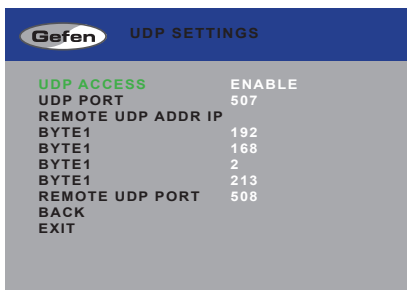 Gefen UDP SETTINGS
UDP ACCESS ENABLE
UDP PORT 507
REMOTE UDP ADDR IP
BYTE1 192
BYTE1 168
BYTE1 2
BYTE1 213
REMOTE UDP PORT 508
BACK
EXIT